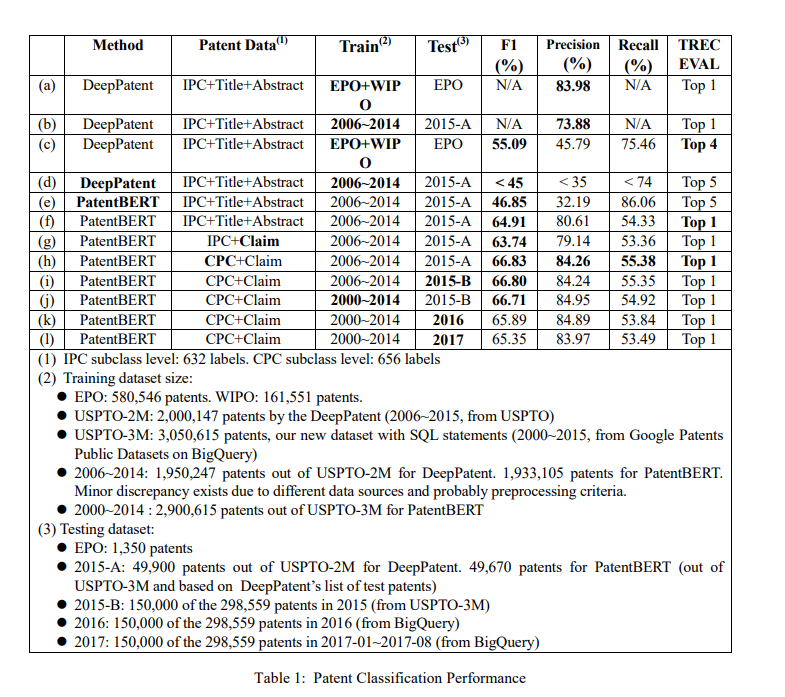 Method Patent Data(1) Train(2) Test(3) F1 Precision Recall TREC
(%) (%) (%) EVAL
(a) DeepPatent IPC+Title+Abstract EPO+WIP EPO N/A 83.98 N/A Top 1
O
(b) DeepPatent IPC+Title+Abstract 2006~2014 2015-A N/A 73.88 N/A Top 1
(c) DeepPatent IPC+Title+Abstract EPO+WIP EPO 55.09 45.79 75.46 Top 4
O
(d) DeepPatent IPC+Title+Abstract 2006~2014 2015-A < 45 < 35 < 74 Top 5
(e) PatentBERT IPC+Title+Abstract 2006~2014 2015-A 46.85 32.19 86.06 Top 5
(f) PatentBERT IPC+Title+Abstract 2006~2014 2015-A 64.91 80.61 54.33 Top 1
(g) PatentBERT IPC+Claim 2006~2014 2015-A 63.74 79.14 53.36 Top 1
(h) PatentBERT CPC+Claim 2006~2014 2015-A 66.83 84.26 55.38 Top 1
(i) PatentBERT CPC+Claim 2006~2014 2015-B 66.80 84.24 55.35 Top 1
(j) PatentBERT CPC+Claim 2000~2014 2015-B 66.71 84.95 54.92 Top 1
(k) PatentBERT CPC+Claim 2000~2014 2016 65.89 84.89 53.84 Top 1
(l) PatentBERT CPC+Claim 2000~2014 2017 65.35 83.97 53.49 Top 1
(1) IPC subclass level: 632 labels. CPC subclass level: 656 labels
(2) Training dataset size:
● EPO: 580,546 patents. WIPO: 161,551 patents.
● USPTO-2M: 2,000,147 patents by the DeepPatent (2006~2015, from USPTO)
● USPTO-3M: 3,050,615 patents, our new dataset with SQL statements (2000~2015, from Google Patents
Public Datasets on BigQuery)
● 2006~2014: 1,950,247 patents out of USPTO-2M for DeepPatent. 1,933,105 patents for PatentBERT.
Minor discrepancy exists due to different data sources and probably preprocessing criteria.
● 2000~2014 : 2,900,615 patents out of USPTO-3M for PatentBERT
(3) Testing dataset:
● EPO: 1,350 patents
● 2015-A: 49,900 patents out of USPTO-2M for DeepPatent. 49,670 patents for PatentBERT (out of
USPTO-3M and based on DeepPatent's list of test patents)
● 2015-B: 150,000 of the 298,559 patents in 2015 (from USPTO-3M)
● 2016: 150,000 of the 298,559 patents in 2016 (from BigQuery)
● 2017: 150,000 of the 298,559 patents in 2017-01~2017-08 (from BigQuery)
Table 1: Patent Classification Performance